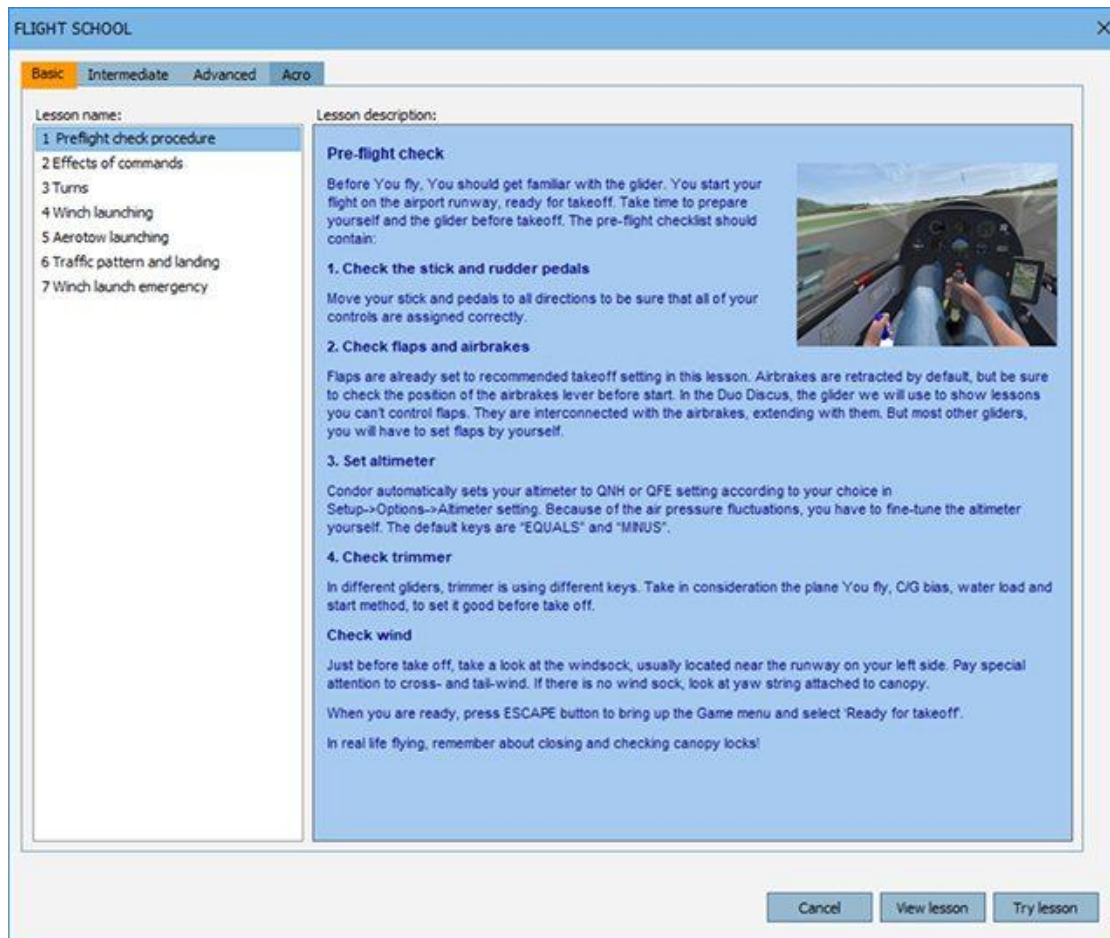 FLIGHT SCHOOL
Basic Intermediate Advanced Acro
Lesson name:
1 Preflight check procedure
2 Effects of commands
3 Turns
4 Winch launching
5 Aerotow launching
6 Traffic pattern and landing
7 Winch launch emergency
Lesson description:
Pre-flight check
Before You fly, You should get familiar with the glider. You start your
flight on the airport runway, ready for takeoff. Take time to prepare
yourself and the glider before takeoff. The pre-flight checklist should
contain:
1. Check the stick and rudder pedals
Move your stick and pedals to all directions to be sure that all of your
controls are assigned correctly.
2. Check flaps and airbrakes
Flaps are already set to recommended takeoff setting in this lesson. Airbrakes are retracted by default, but be sure
to check the position of the airbrakes lever before start. In the Duo Discus, the glider we will use to show lessons
you can't control flaps. They are interconnected with the airbrakes, extending with them. But most other gliders,
you will have to set flaps by yourself.
3. Set altimeter
Condor automatically sets your altimeter to QNH or QFE setting according to your choice in
Setup->Options->Altimeter setting. Because of the air pressure fluctuations, you have to fine-tune the altimeter
yourself. The default keys are "EQUALS" and "MINUS".
4. Check trimmer
In different gliders, trimmer is using different keys. Take in consideration the plane You fly, C/G bias, water load and
start method, to set it good before take off.
Check wind
Just before take off, take a look at the windsock, usually located near the runway on your left side. Pay special
attention to cross- and tail-wind. If there is no wind sock, look at yaw string attached to canopy.
When you are ready, press ESCAPE button to bring up the Game menu and select 'Ready for takeoff'.
In real life flying, remember about closing and checking canopy locks!
Cancel View lesson Try lesson